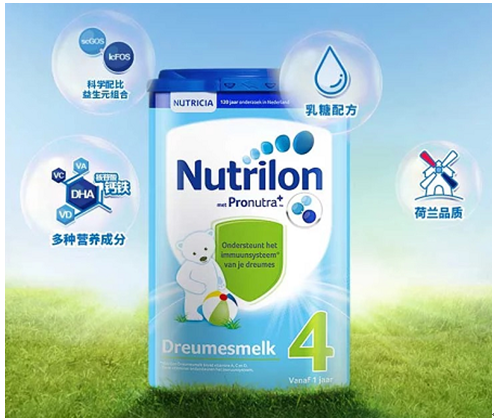 scGOS
lcFOS
科学配比
益生元组合
乳糖配方
NUTRICIA
120 jaar onderzoek in Nederland
Nutrilon
met Pronutra+
VA
VC
DHA
VD
钙铁
多种营养成分
荷兰品质
Ondersteunt het
immuunsysteem*
van je dreumes
Dreumesmelk
4
Vanaf 1 jaar